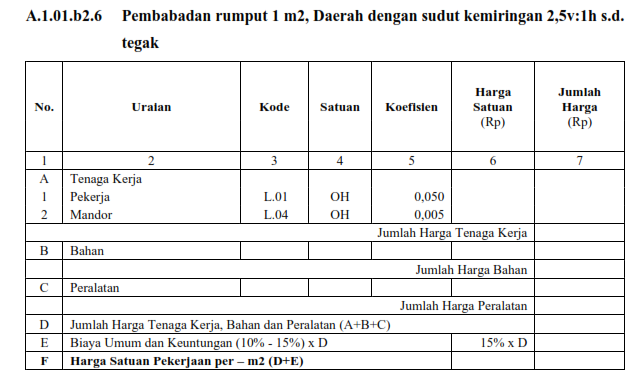 A.1.01.b2.6 Pembabadan rumput 1 m2, Daerah dengan sudut kemiringan 2,5v:1h s.d.
tegak
No. Uraian Kode Satuan Koefisien Harga Satuan (Rp) Jumlah Harga (Rp)
1 2 3 4 5 6 7
A Tenaga Kerja
1 Pekerja L.01 OH 0,050
2 Mandor L.04 OH 0,005
Jumlah Harga Tenaga Kerja
B Bahan
Jumlah Harga Bahan
C Peralatan
Jumlah Harga Peralatan
D Jumlah Harga Tenaga Kerja, Bahan dan Peralatan (A+B+C)
E Biaya Umum dan Keuntungan (10% - 15%) x D 15% x D
F Harga Satuan Pekerjaan per – m2 (D+E)